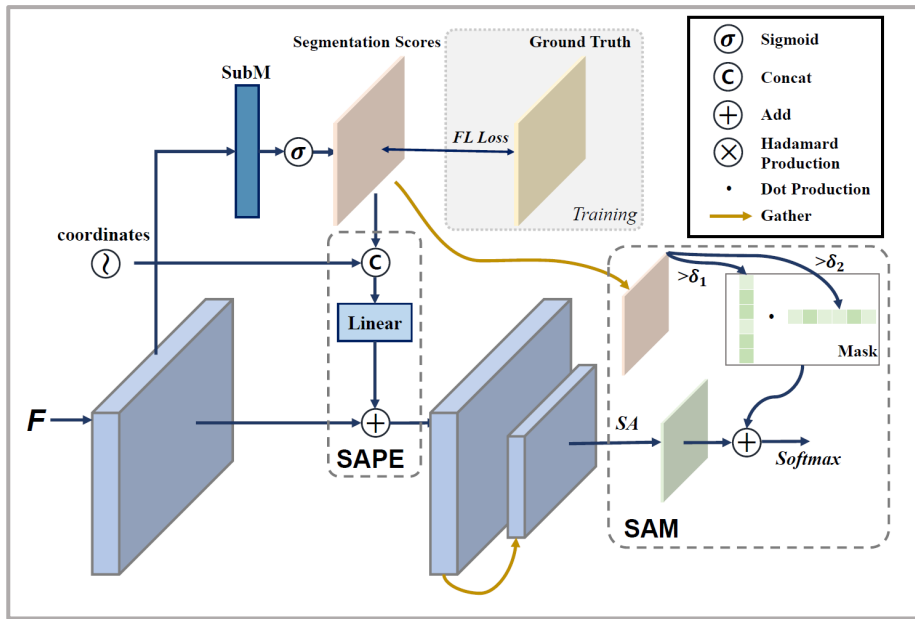 Segmentation Scores
Ground Truth
SubM
σ
FL Loss
Training
coordinates
C
Linear
F
SAPE
>δ1
>δ2
Mask
SA
Softmax
SAM
σ Sigmoid
C Concat
+ Add
× Hadamard
Production
· Dot Production
Gather